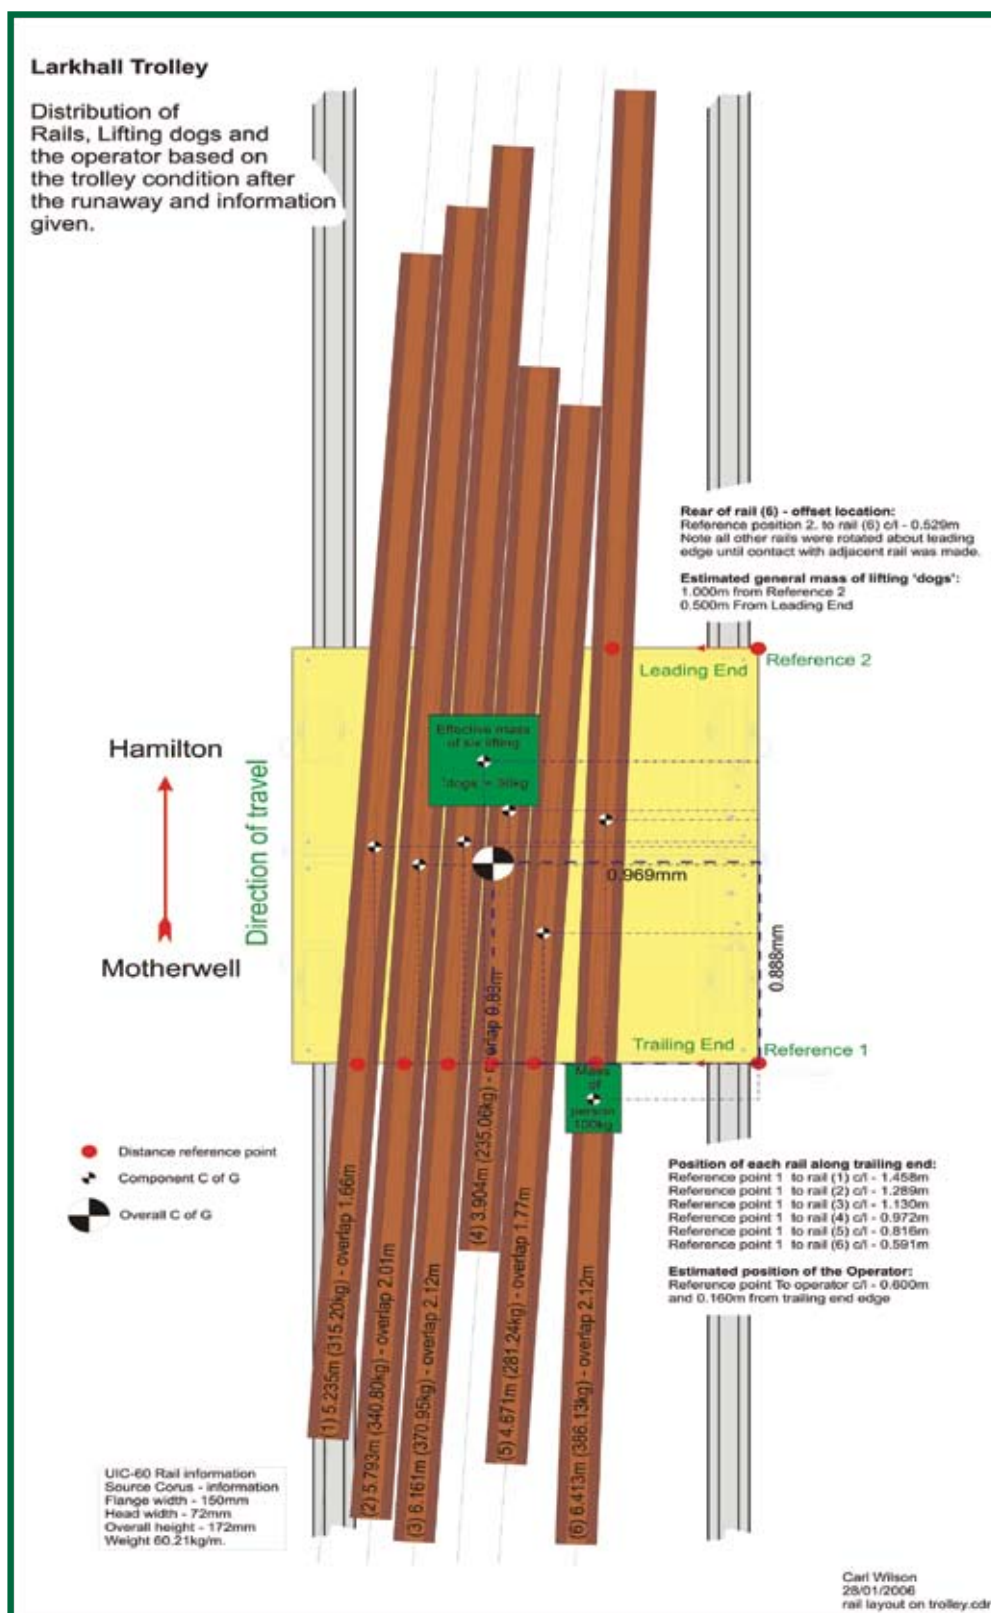 Larkhall Trolley
Distribution of
Rails, Lifting dogs and
the operator based on
the trolley condition after
the runaway and information
given.
Rear of rail (6) - offset location:
Reference position 2. to rail (6) c/l - 0.529m
Note all other rails were rotated about leading
edge until contact with adjacent rail was made.
Estimated general mass of lifting 'dogs':
1.000m from Reference 2
0.500m From Leading End
Leading End
Reference 2
Effective mass
of six lifting
'dogs' = 36kg
Hamilton
Direction of travel
Motherwell
0.969mm
0.888mm
Trailing End
Reference 1
Mass
of
person
100kg
Distance reference point
Component C of G
Overall C of G
(1) 5.235m (315.20kg) - overlap 1.66m
(2) 5.793m (340.80kg) - overlap 2.01m
(3) 6.161m (370.95kg) - overlap 2.12m
(4) 3.904m (235.06kg) - overlap
(5) 4.671m (281.24kg) - overlap 1.77m
(6) 6.413m (386.13kg) - overlap 2.12m
Position of each rail along trailing end:
Reference point 1 to rail (1) c/l - 1.458m
Reference point 1 to rail (2) c/l - 1.289m
Reference point 1 to rail (3) c/l - 1.130m
Reference point 1 to rail (4) c/l - 0.972m
Reference point 1 to rail (5) c/l - 0.816m
Reference point 1 to rail (6) c/l - 0.591m
Estimated position of the Operator:
Reference point To operator c/l - 0.600m
and 0.160m from trailing end edge
UIC-60 Rail information
Source Corus - information
Flange width - 150mm
Head width - 72mm
Overall height - 172mm
Weight 60.21kg/m.
Carl Wilson
28/01/2006
rail layout on trolley.cdr